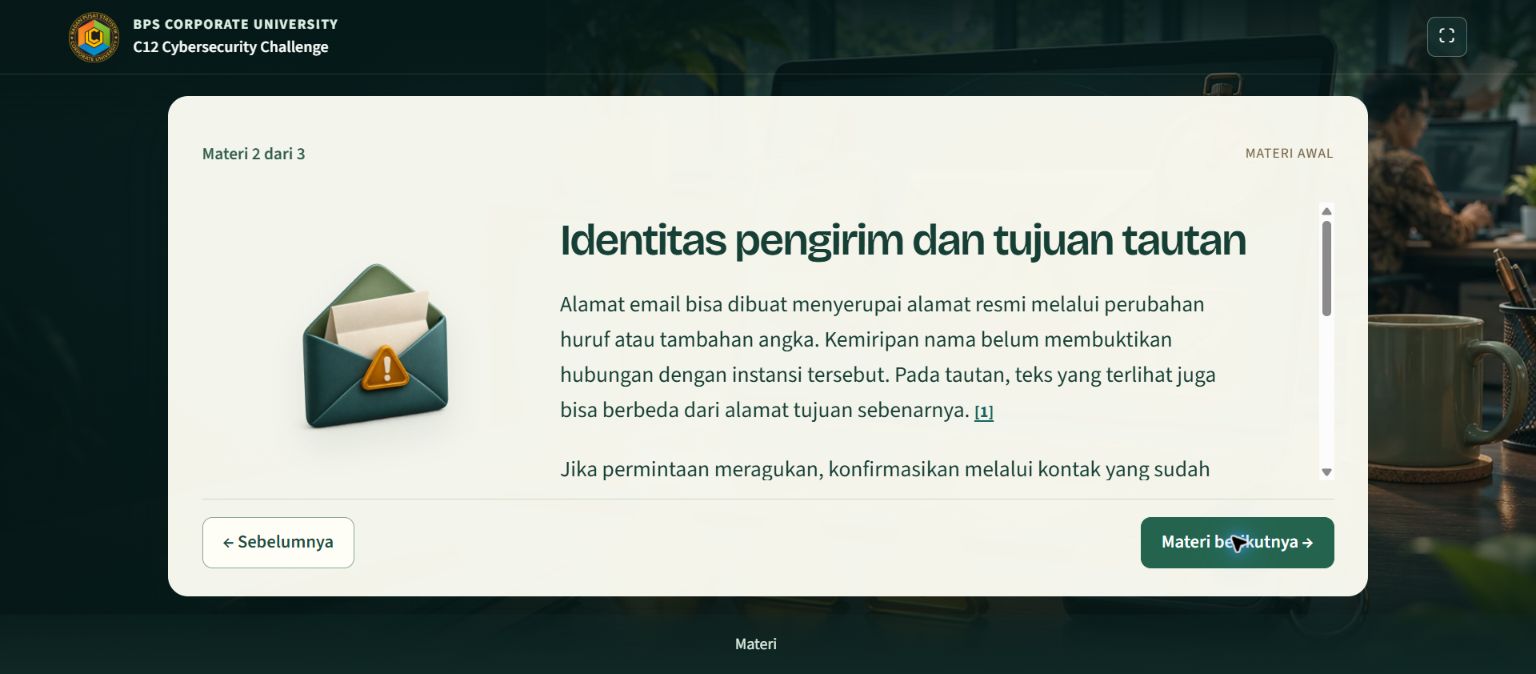 BPS CORPORATE UNIVERSITY
C12 Cybersecurity Challenge
Materi 2 dari 3
MATERI AWAL
Identitas pengirim dan tujuan tautan
Alamat email bisa dibuat menyerupai alamat resmi melalui perubahan
huruf atau tambahan angka. Kemiripan nama belum membuktikan
hubungan dengan instansi tersebut. Pada tautan, teks yang terlihat juga
bisa berbeda dari alamat tujuan sebenarnya. [1]
Jika permintaan meragukan, konfirmasikan melalui kontak yang sudah
← Sebelumnya
Materi berikutnya →
Materi